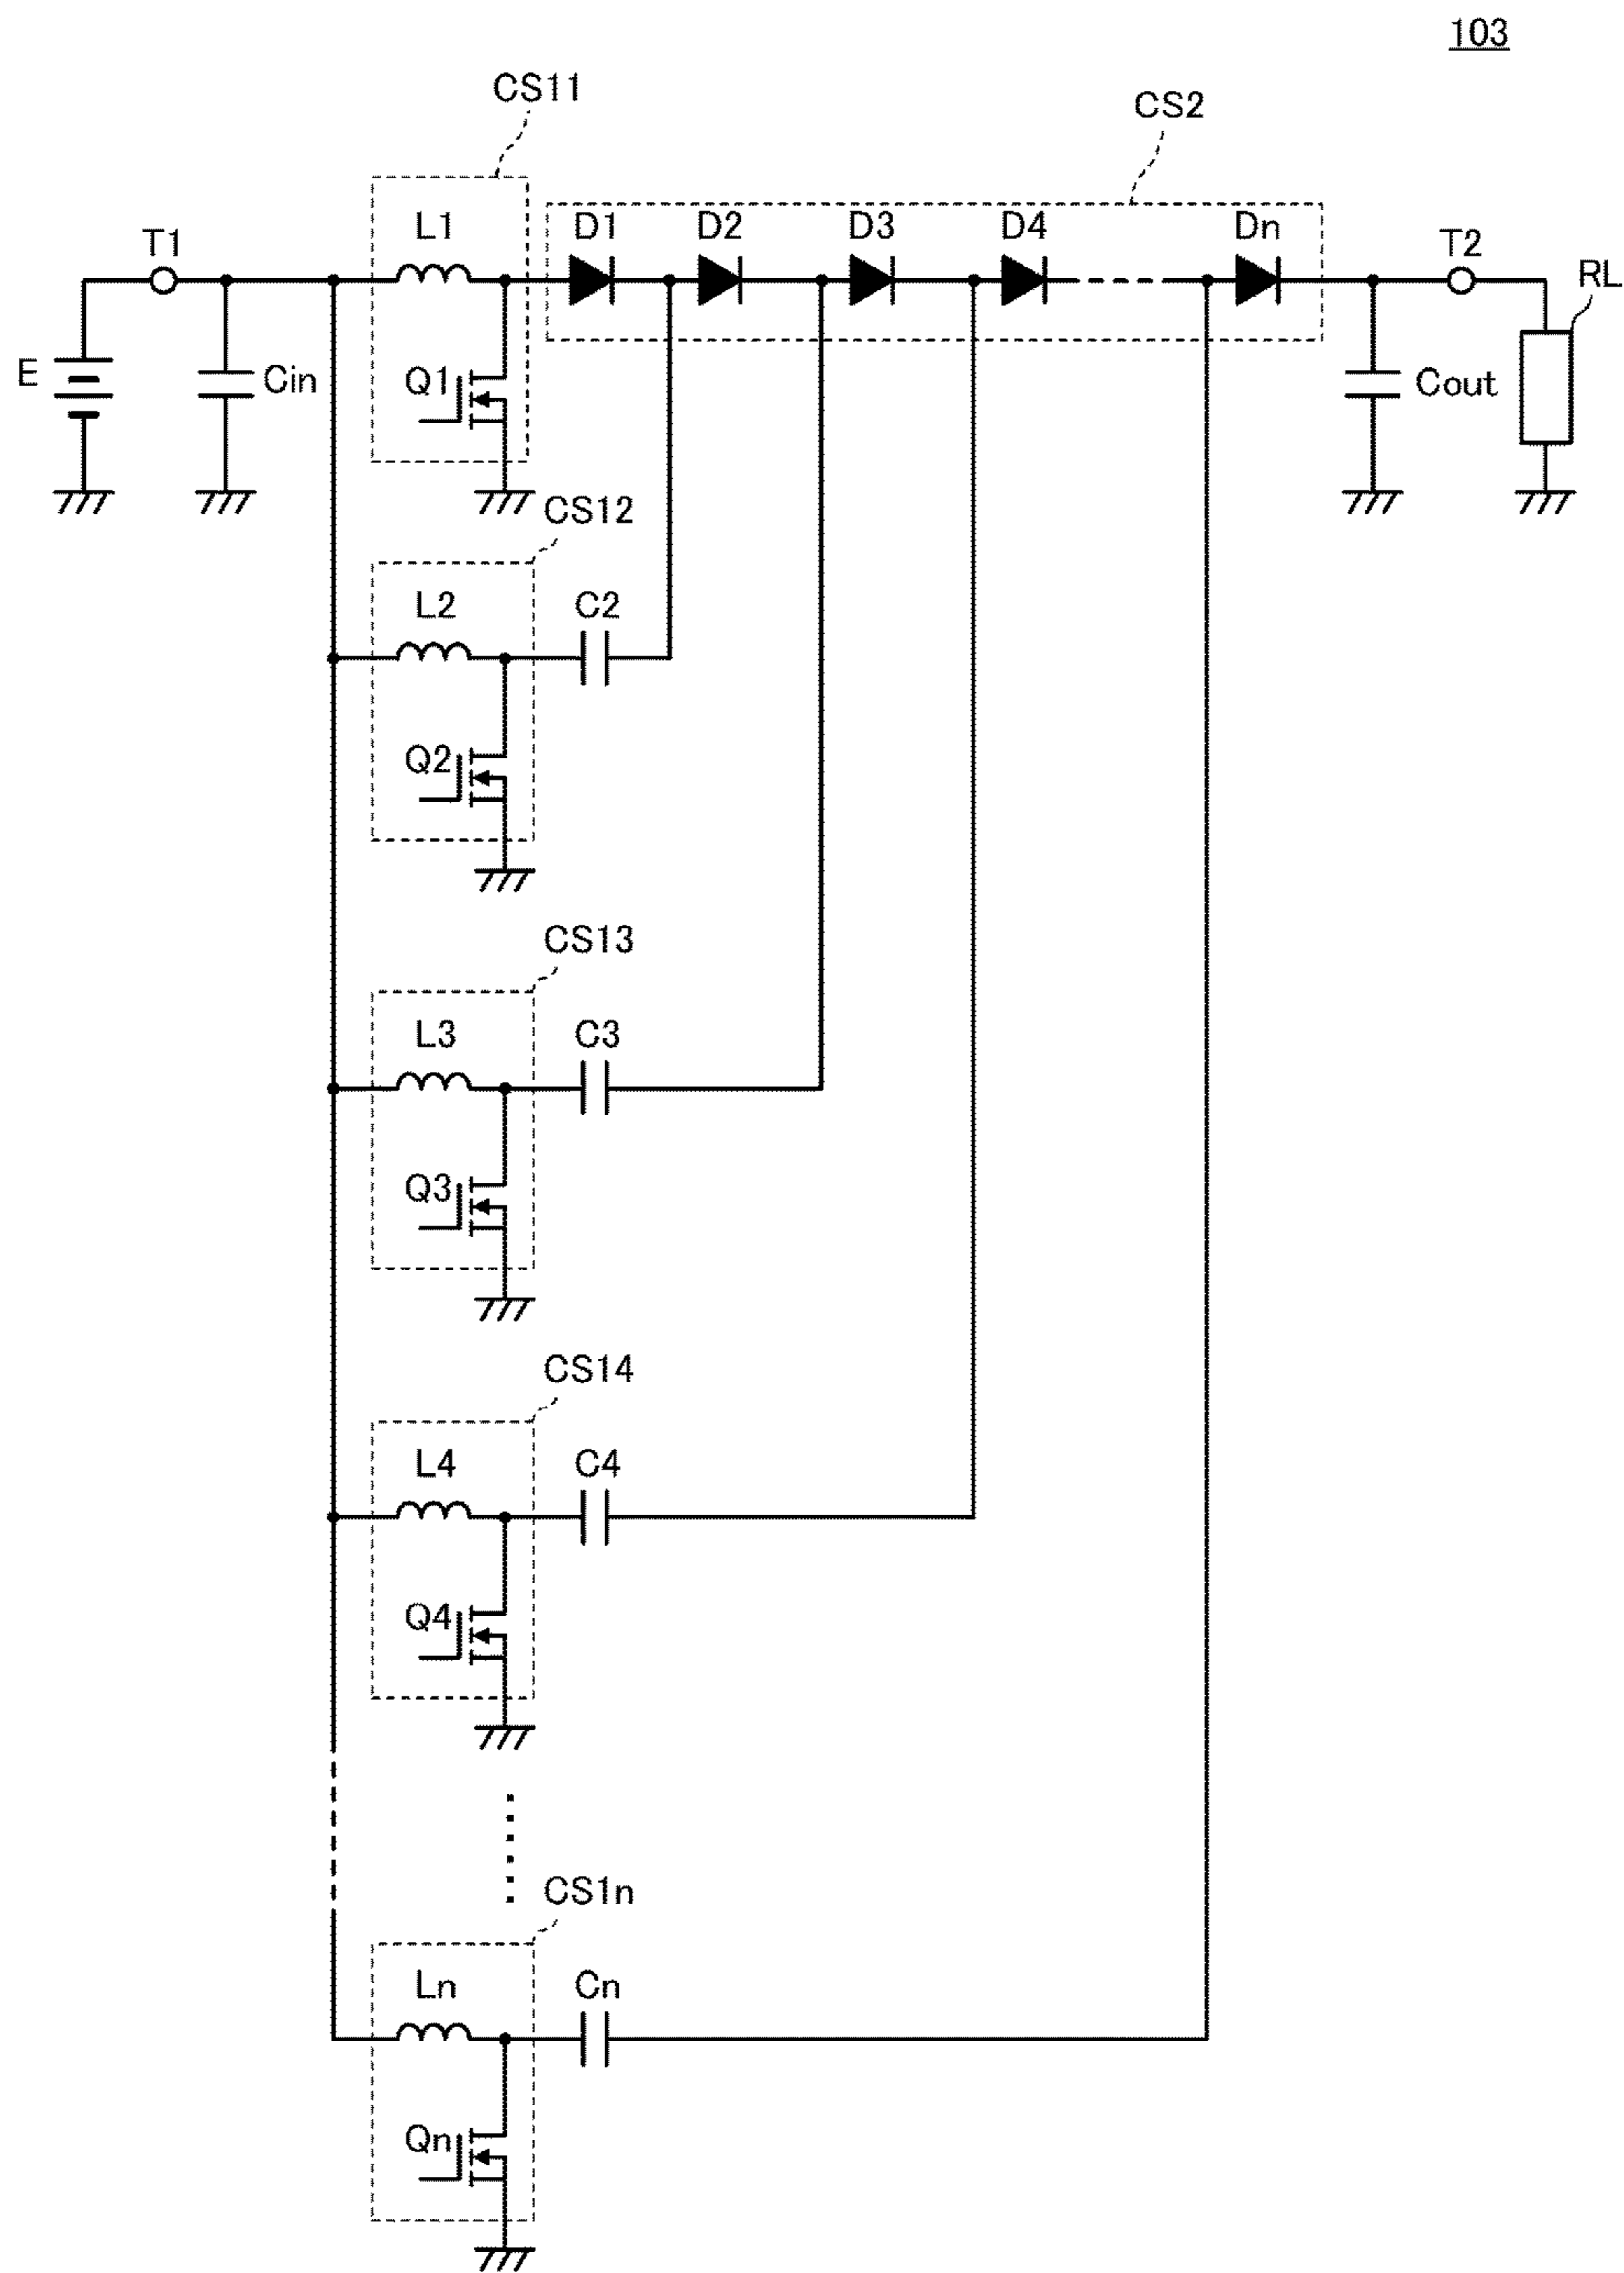 103
CS11
CS2
T1
L1
D1
D2
D3
D4
Dn
T2
RL
E
Cin
Q1
Cout
CS12
L2
C2
Q2
CS13
L3
C3
Q3
CS14
L4
C4
Q4
CS1n
Ln
Cn
Qn